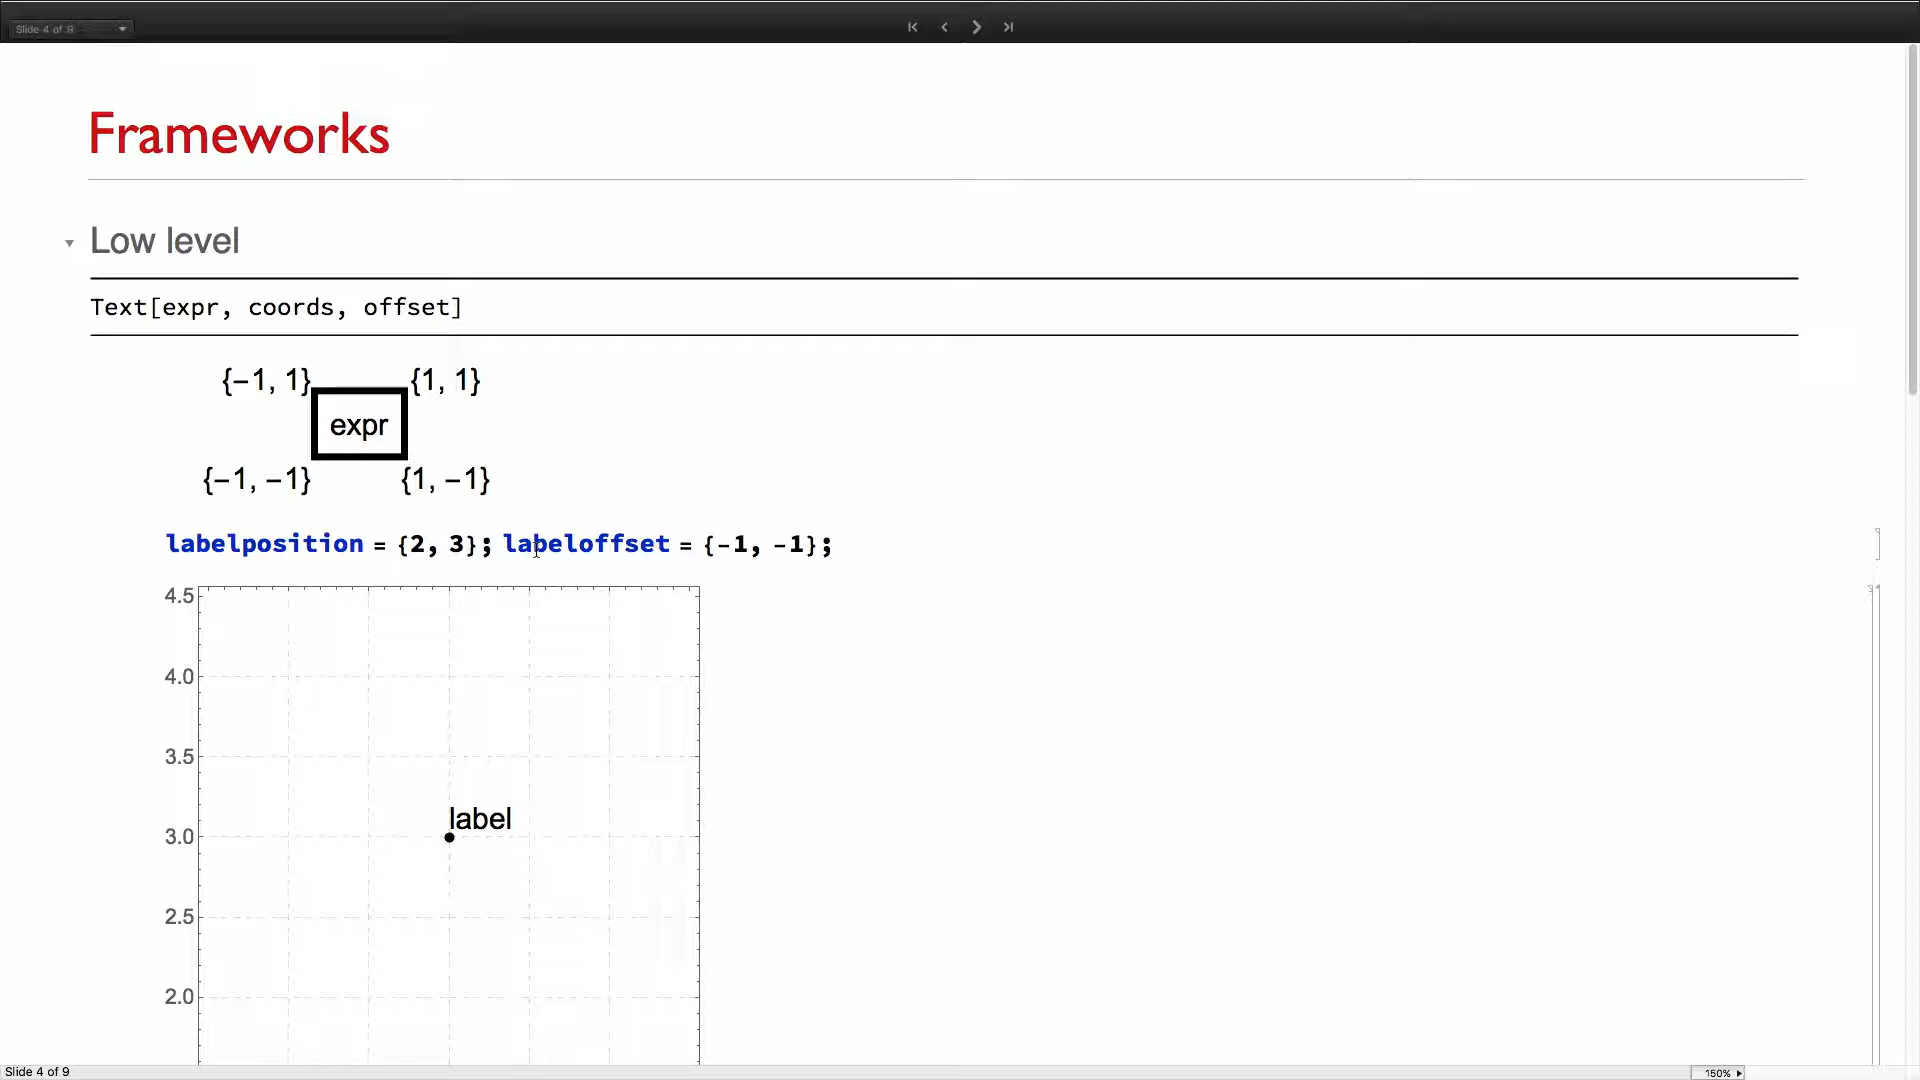 Slide 4 of 9
Frameworks
Low level
Text[expr, coords, offset]
{−1, 1} {1, 1}
expr
{−1, −1} {1, −1}
labelposition = {2, 3}; labeloffset = {-1, -1};
4.5
4.0
3.5
label
3.0
2.5
2.0
Slide 4 of 9
150%